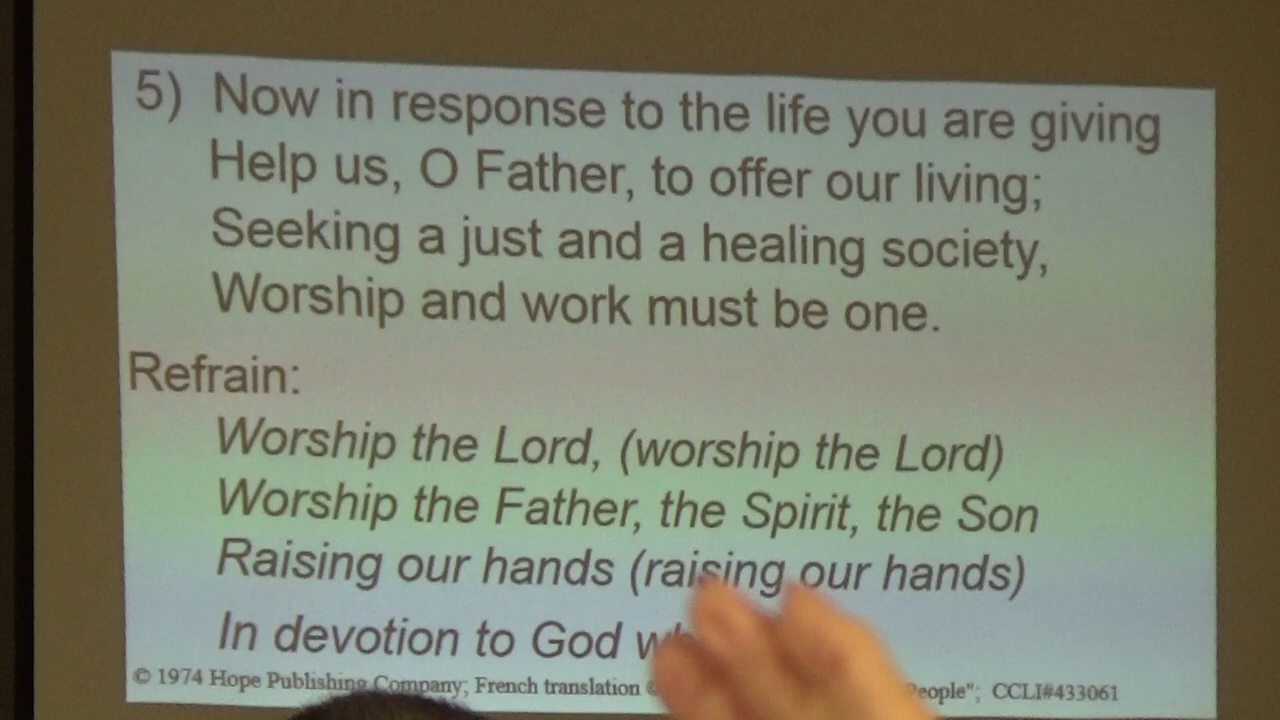 5) Now in response to the life you are giving
Help us, O Father, to offer our living;
Seeking a just and a healing society,
Worship and work must be one.
Refrain:
Worship the Lord, (worship the Lord)
Worship the Father, the Spirit, the Son
Raising our hands (raising our hands)
In devotion to God
© 1974 Hope Publishing Company; French translation People"; CCLI#433061